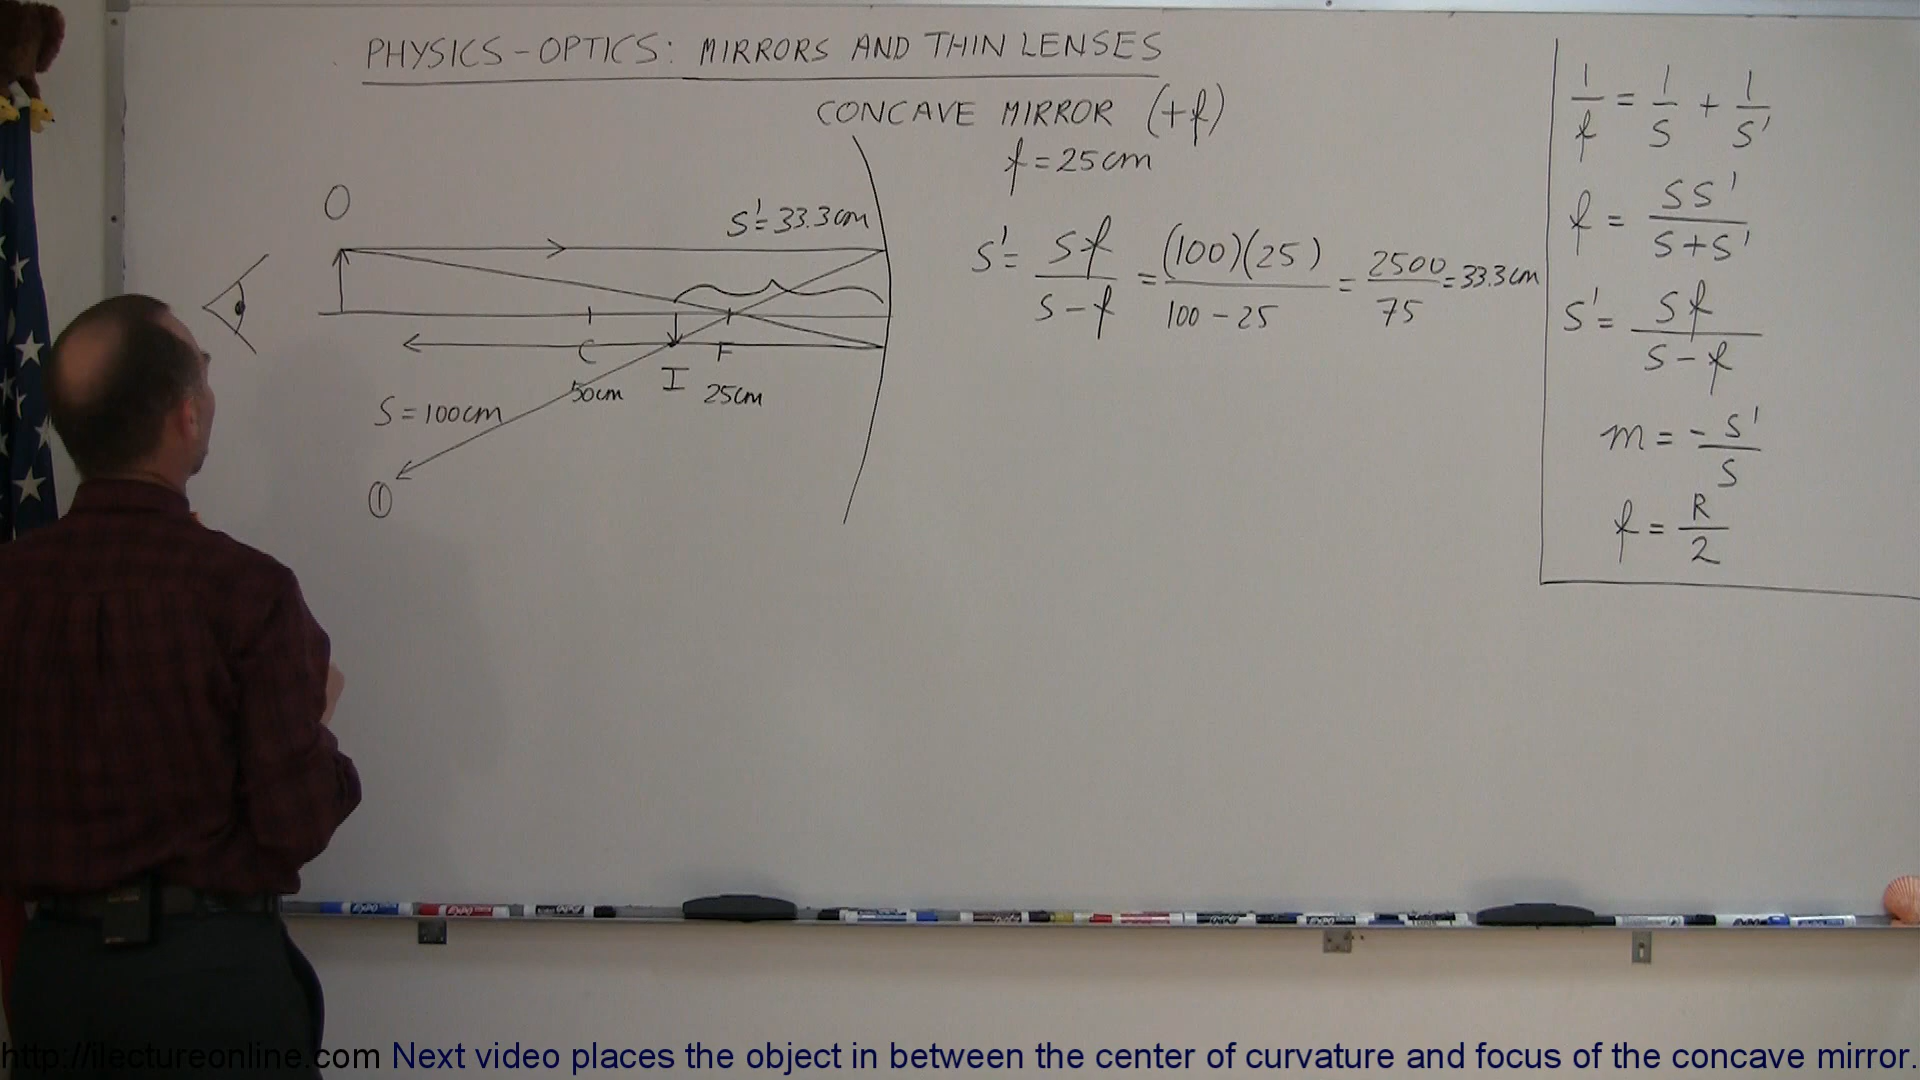 PHYSICS - OPTICS: MIRRORS AND THIN LENSES
CONCAVE MIRROR (+f)
f = 25cm
O
S' = 33.3cm
C
F
50cm
I
25cm
S = 100cm
①
S' = Sf / S - f = (100)(25) / 100 - 25 = 2500 / 75 = 33.3cm
1/f = 1/S + 1/S'
f = SS' / S + S'
S' = Sf / S - f
m = - S' / S
f = R / 2
http://ilectureonline.com Next video places the object in between the center of curvature and focus of the concave mirror.